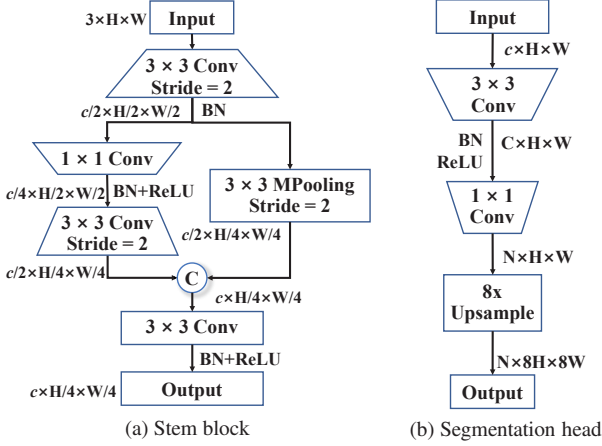 3×H×W
Input
3 × 3 Conv
Stride = 2
c/2×H/2×W/2
BN
1 × 1 Conv
c/4×H/2×W/2
BN+ReLU
3 × 3 Conv
Stride = 2
c/2×H/4×W/4
3 × 3 MPooling
Stride = 2
c/2×H/4×W/4
C
c×H/4×W/4
3 × 3 Conv
BN+ReLU
c×H/4×W/4
Output
(a) Stem block
Input
c×H×W
3 × 3
Conv
BN
ReLU
C×H×W
1 × 1
Conv
N×H×W
8x
Upsample
N×8H×8W
Output
(b) Segmentation head